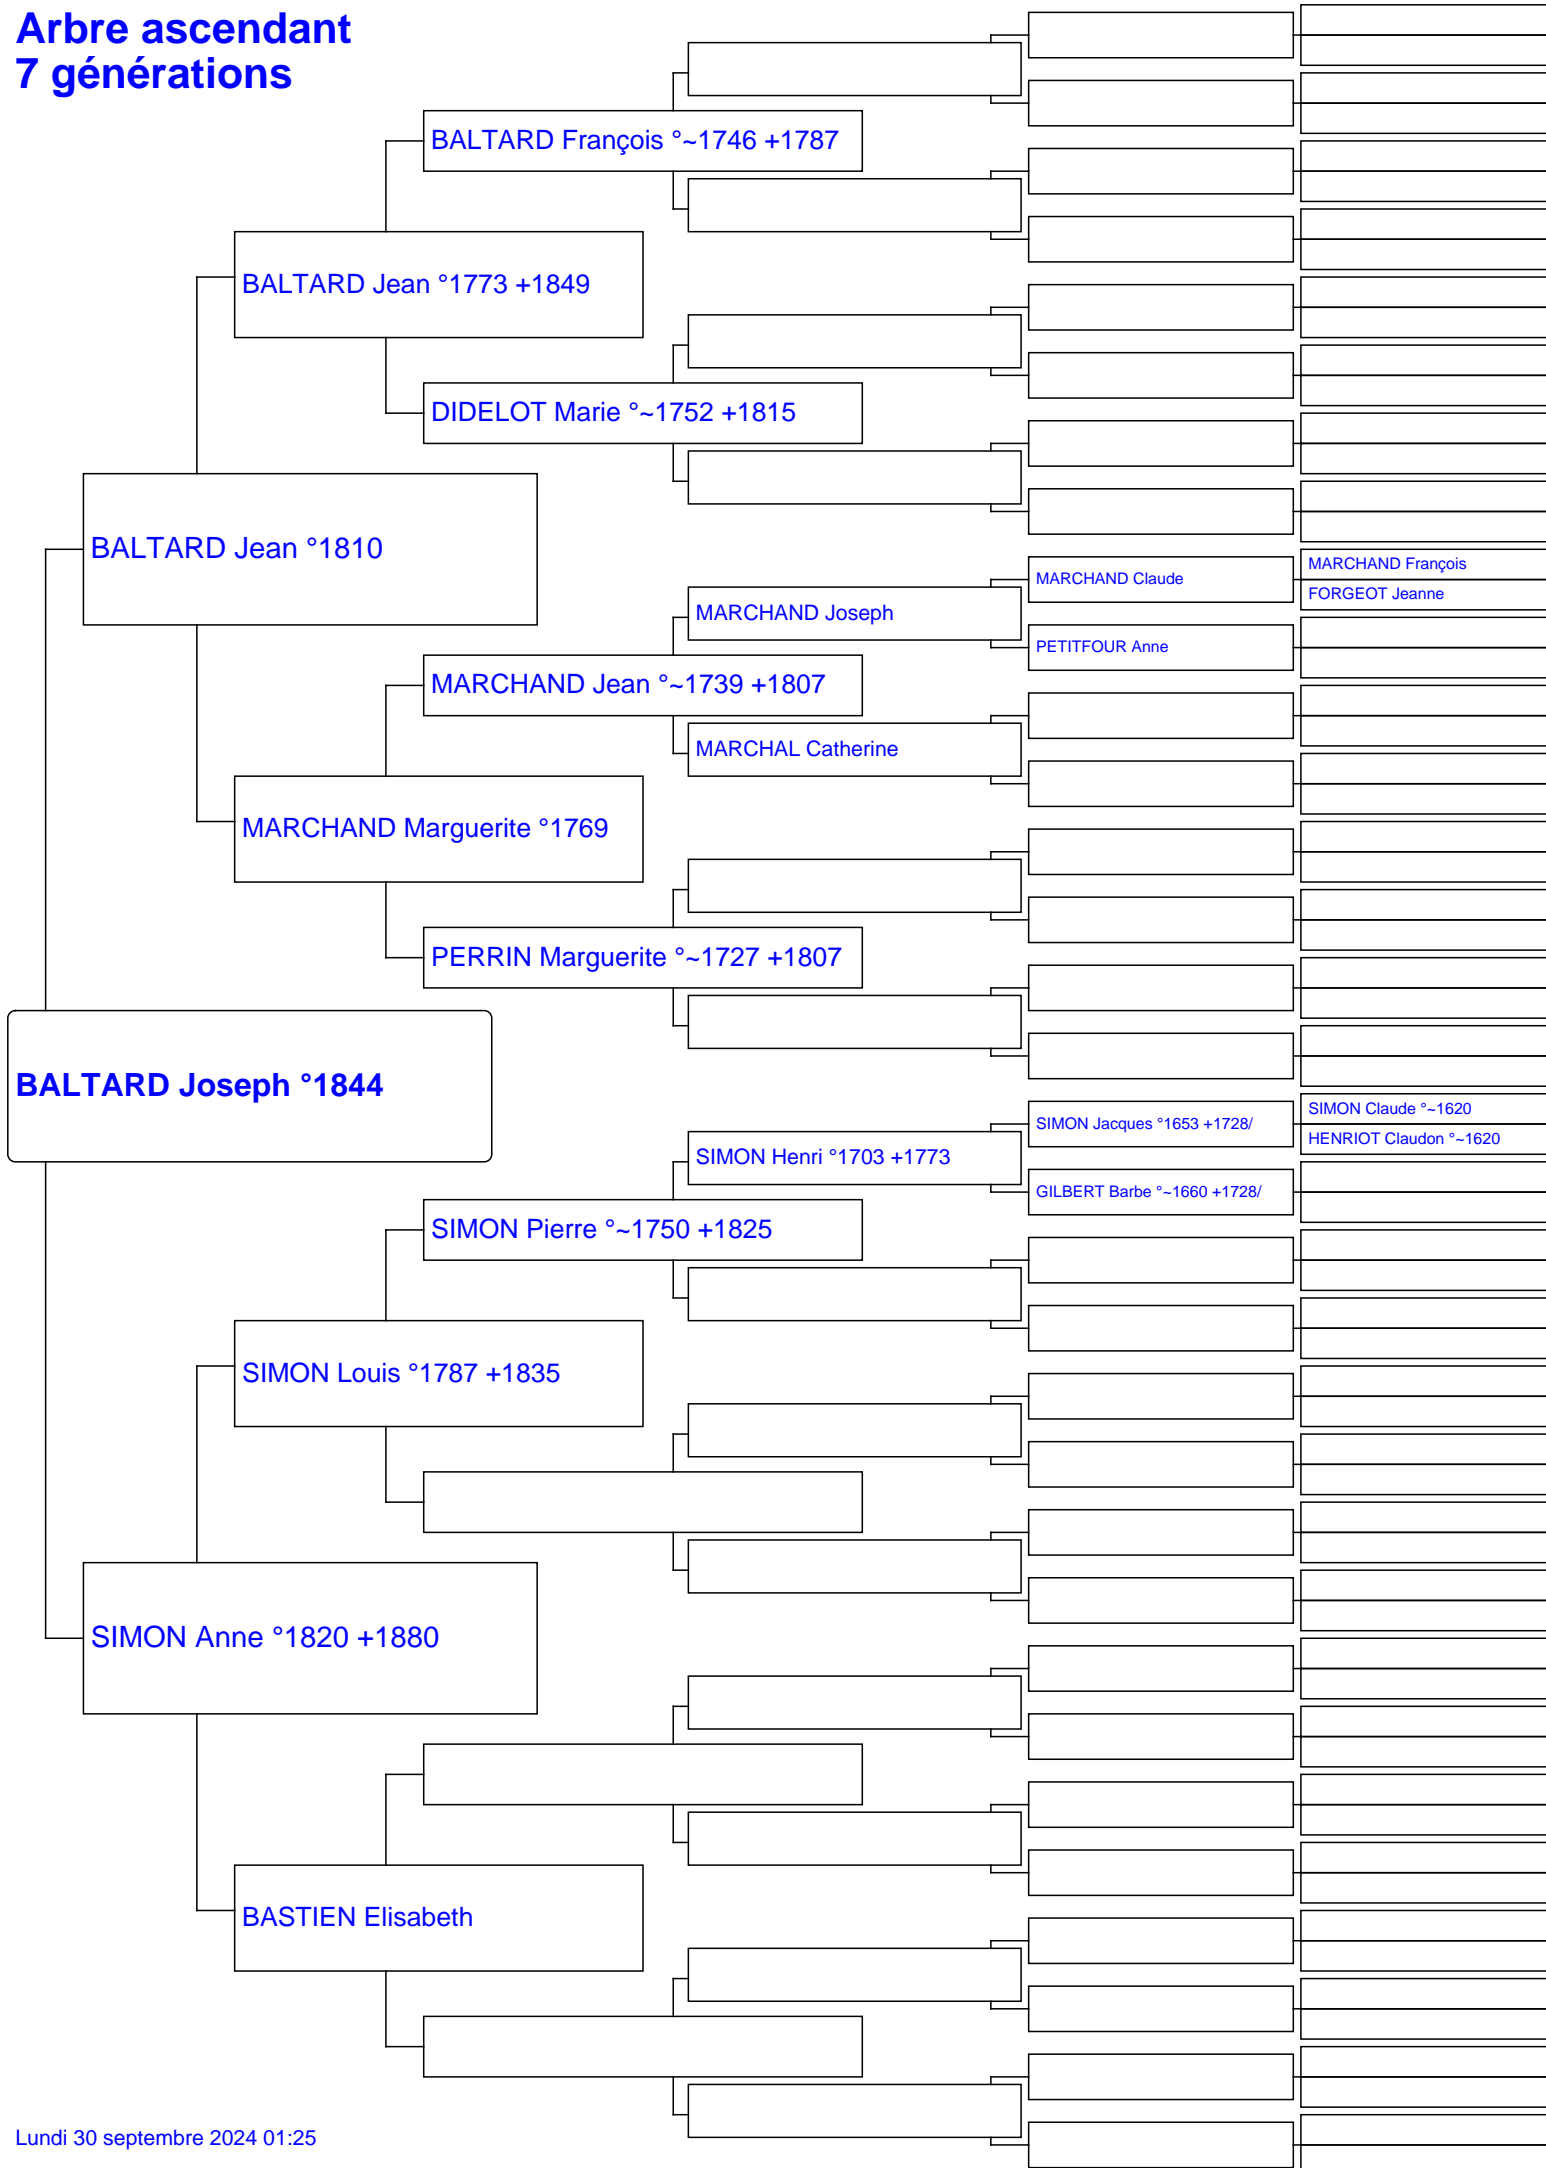 Arbre ascendant
7 générations
BALTARD François °~1746 +1787
BALTARD Jean °1773 +1849
DIDELOT Marie °~1752 +1815
BALTARD Jean °1810
MARCHAND François
MARCHAND Claude
FORGEOT Jeanne
MARCHAND Joseph
PETITFOUR Anne
MARCHAND Jean °~1739 +1807
MARCHAL Catherine
MARCHAND Marguerite °1769
PERRIN Marguerite °~1727 +1807
BALTARD Joseph °1844
SIMON Claude °~1620
SIMON Jacques °1653 +1728/
HENRIOT Claudon °~1620
SIMON Henri °1703 +1773
GILBERT Barbe °~1660 +1728/
SIMON Pierre °~1750 +1825
SIMON Louis °1787 +1835
SIMON Anne °1820 +1880
BASTIEN Elisabeth
Lundi 30 septembre 2024 01:25